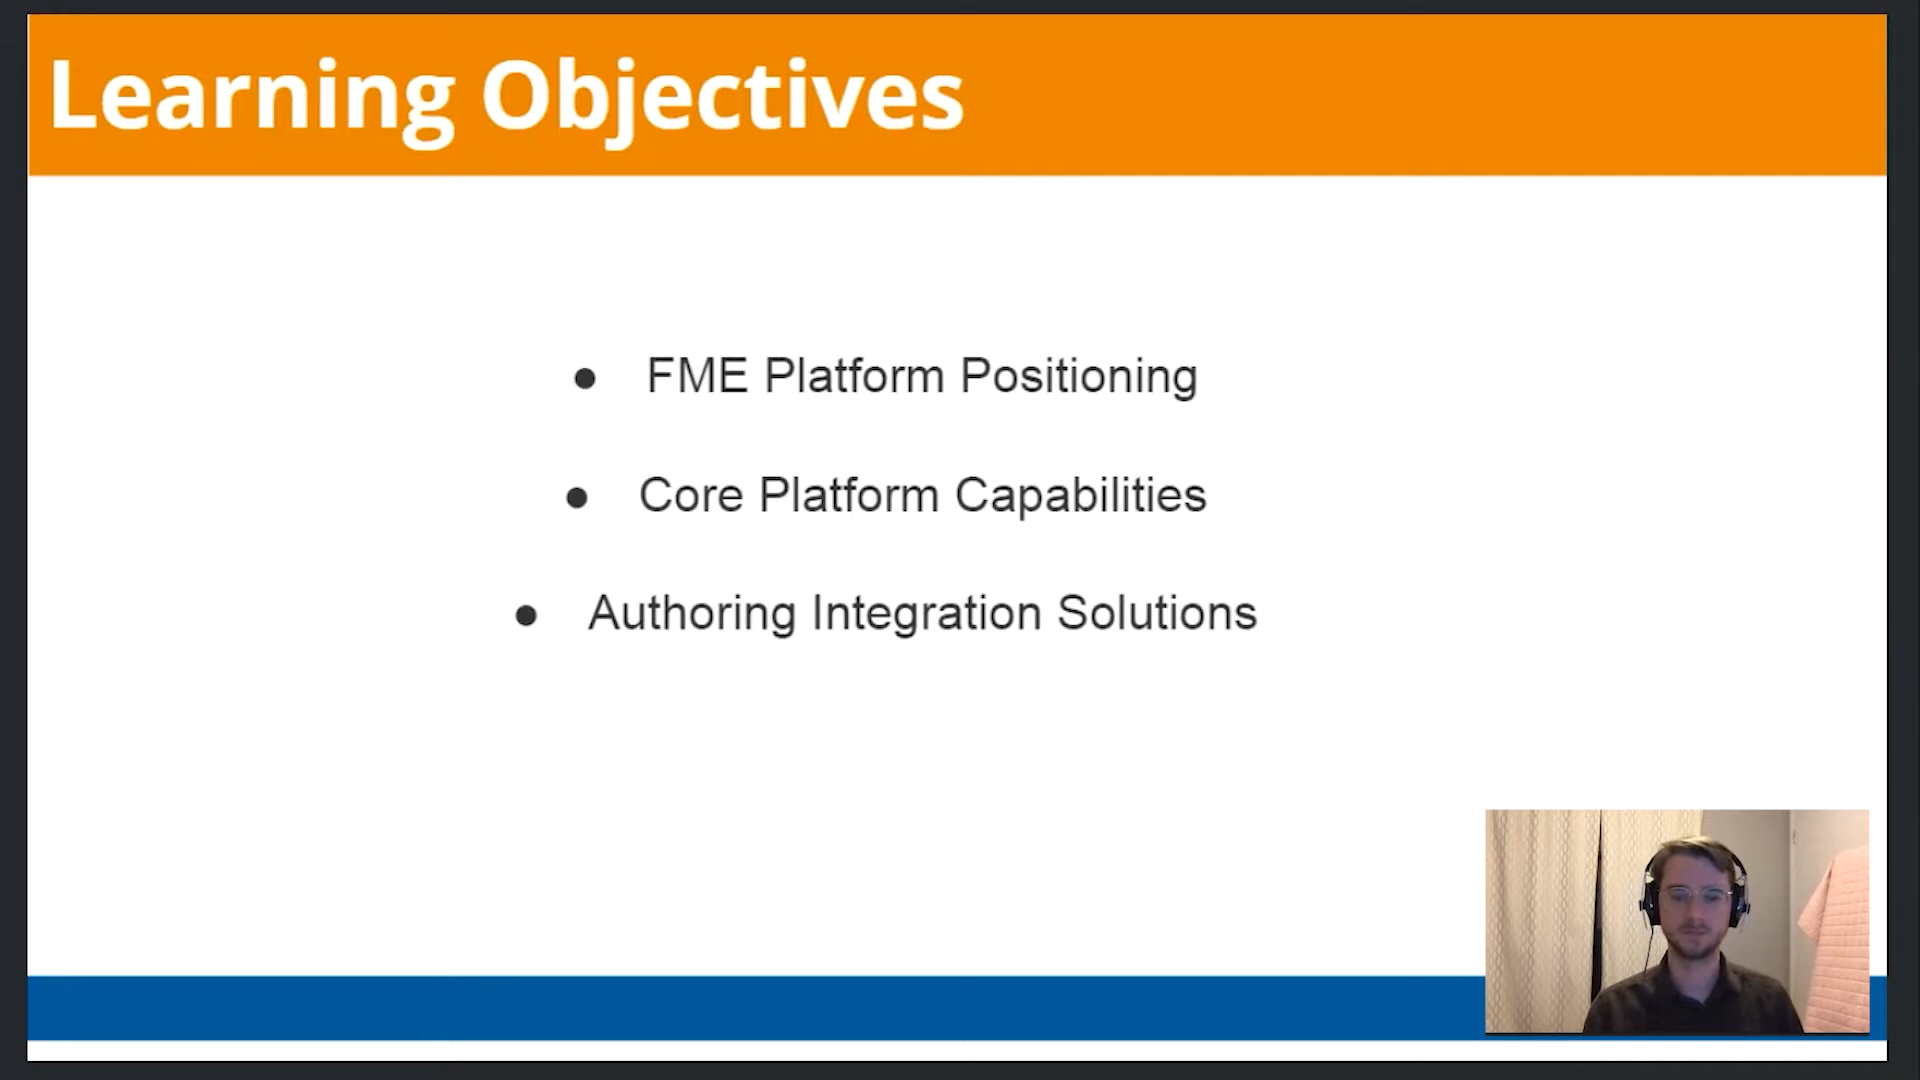 Learning Objectives
● FME Platform Positioning
● Core Platform Capabilities
● Authoring Integration Solutions